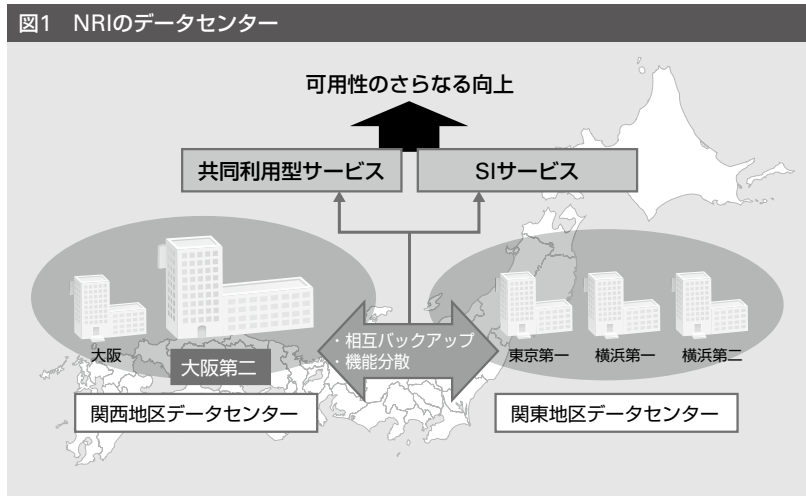 図1 NRIのデータセンター
可用性のさらなる向上
共同利用型サービス
SIサービス
・相互バックアップ
・機能分散
大阪
大阪第二
東京第一
横浜第一
横浜第二
関西地区データセンター
関東地区データセンター